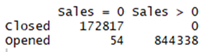 Sales = 0 Sales > 0
Closed 172817 0
Opened 54 844338